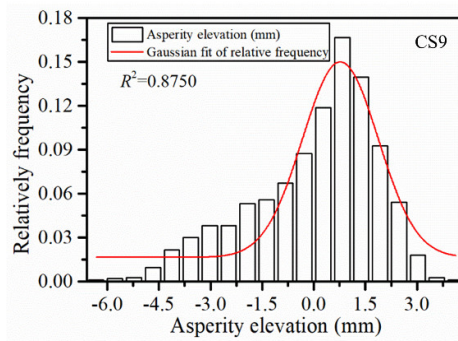 0.18
0.15
0.12
0.09
0.06
0.03
0.00
Relatively frequency
Asperity elevation (mm)
Gaussian fit of relative frequency
CS9
R²=0.8750
-6.0 -4.5 -3.0 -1.5 0.0 1.5 3.0
Asperity elevation (mm)